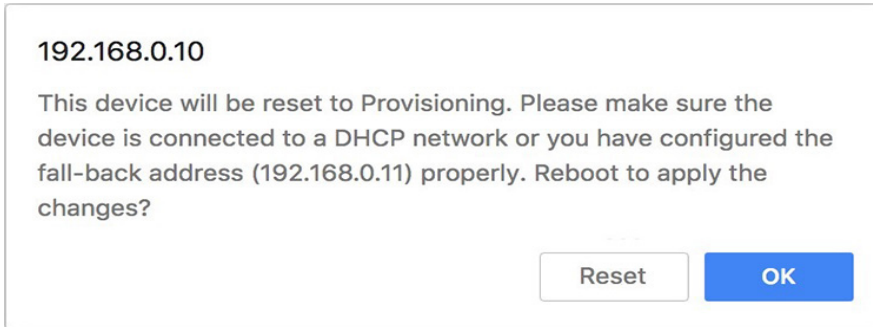 192.168.0.10
This device will be reset to Provisioning. Please make sure the
device is connected to a DHCP network or you have configured the
fall-back address (192.168.0.11) properly. Reboot to apply the
changes?
Reset
OK